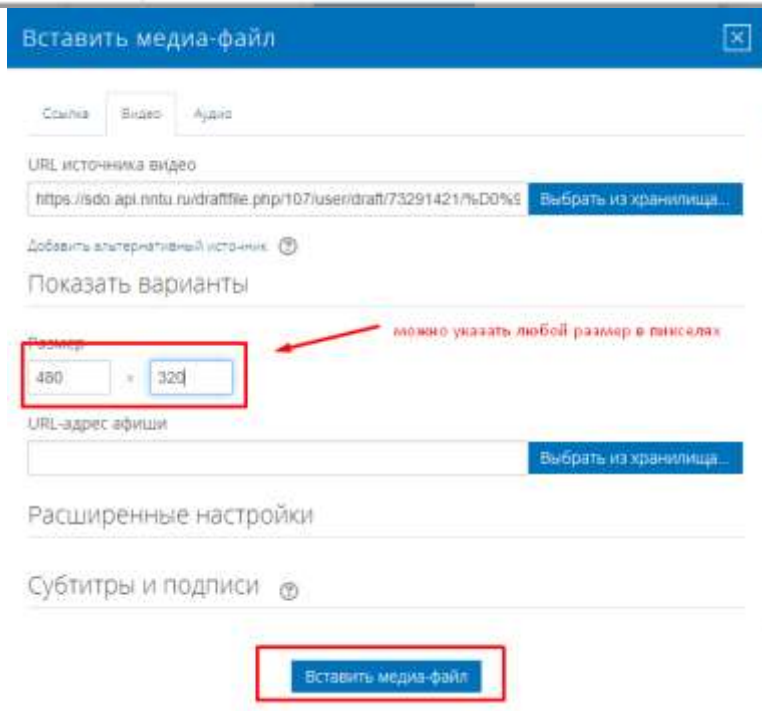 Вставить медиа-файл
Ссылка Видео Аудио
URL источника видео
https://sdo.api.nntu.ru/draftfile.php/107/user/draft/73291421/%D0%9
Выбрать из хранилища...
Добавить альтернативный источник
Показать варианты
можно указать любой размер в пикселях
Размер
480 × 320
URL-адрес афиши
Выбрать из хранилища...
Расширенные настройки
Субтитры и подписи
Вставить медиа-файл